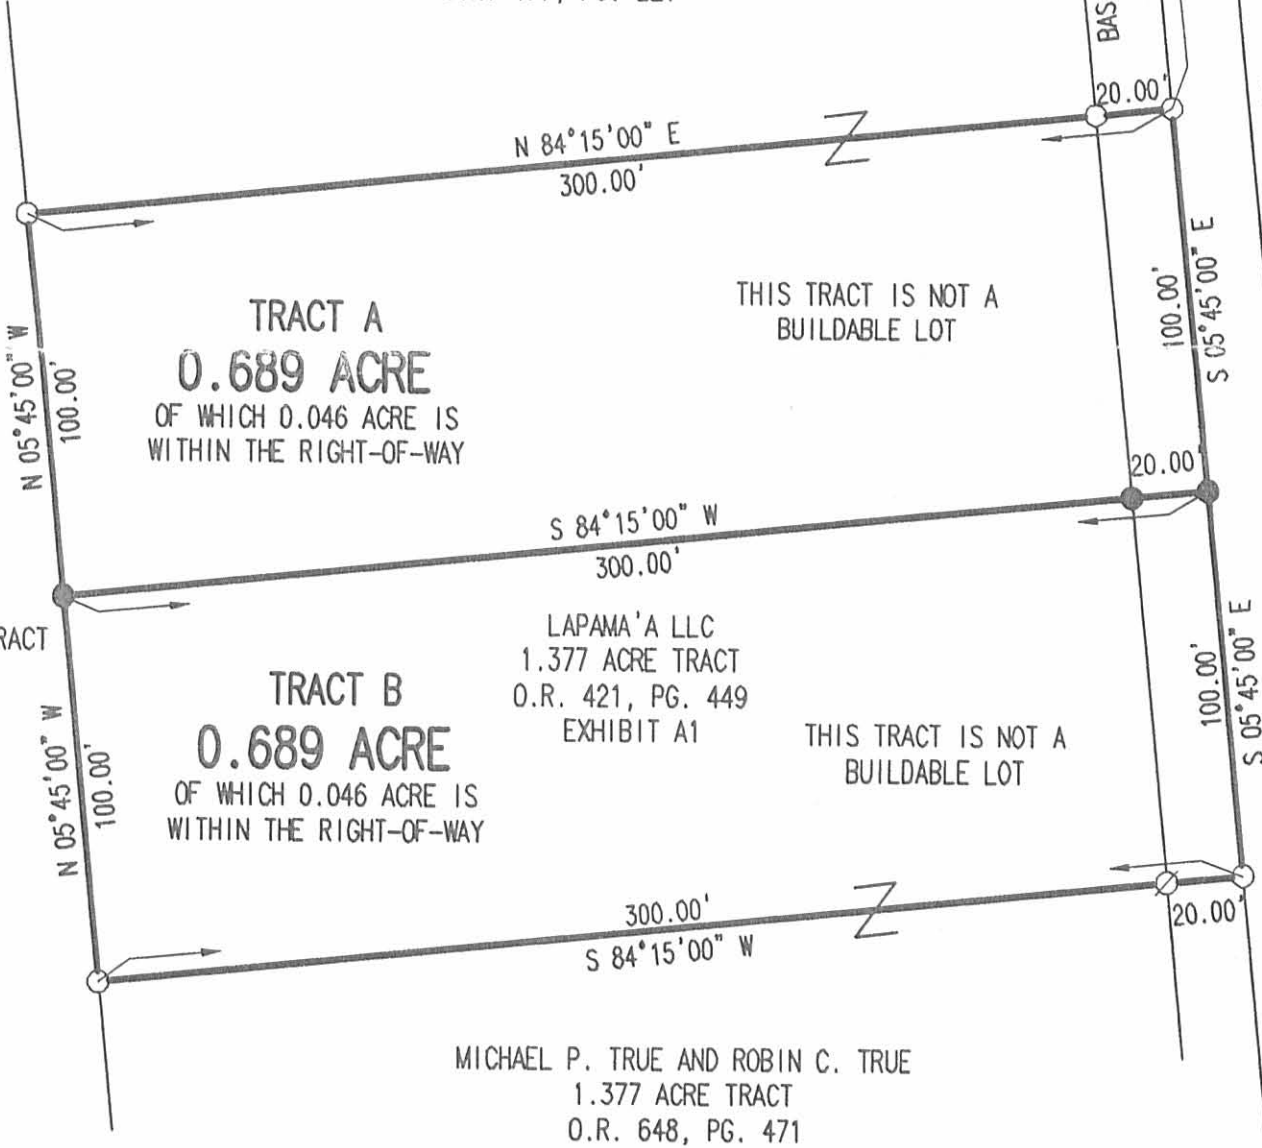 BAS
20.00'
N 84°15'00" E
300.00'
THIS TRACT IS NOT A
BUILDABLE LOT
TRACT A
0.689 ACRE
OF WHICH 0.046 ACRE IS
WITHIN THE RIGHT-OF-WAY
N 05°45'00" W
100.00'
100.00'
S 05°45'00" E
20.00'
S 84°15'00" W
300.00'
RACT
LAPAMA'A LLC
1.377 ACRE TRACT
O.R. 421, PG. 449
EXHIBIT A1
TRACT B
0.689 ACRE
OF WHICH 0.046 ACRE IS
WITHIN THE RIGHT-OF-WAY
THIS TRACT IS NOT A
BUILDABLE LOT
N 05°45'00" W
100.00'
100.00'
S 05°45'00" E
300.00'
S 84°15'00" W
20.00'
MICHAEL P. TRUE AND ROBIN C. TRUE
1.377 ACRE TRACT
O.R. 648, PG. 471